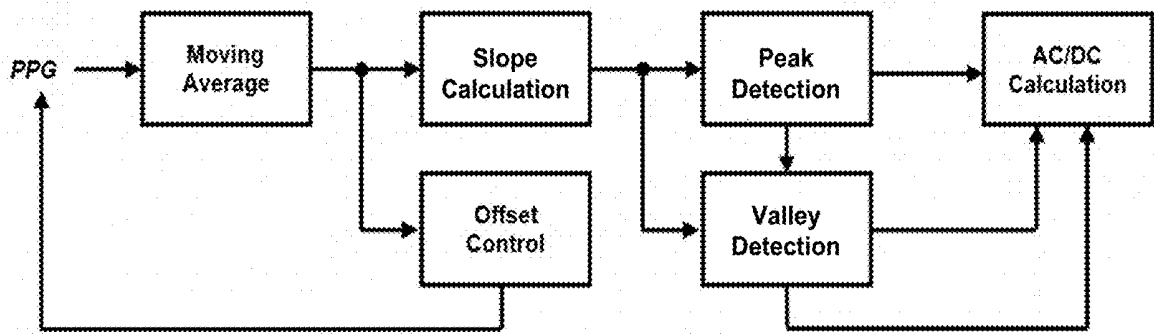 PPG
Moving
Average
Slope
Calculation
Peak
Detection
AC/DC
Calculation
Offset
Control
Valley
Detection